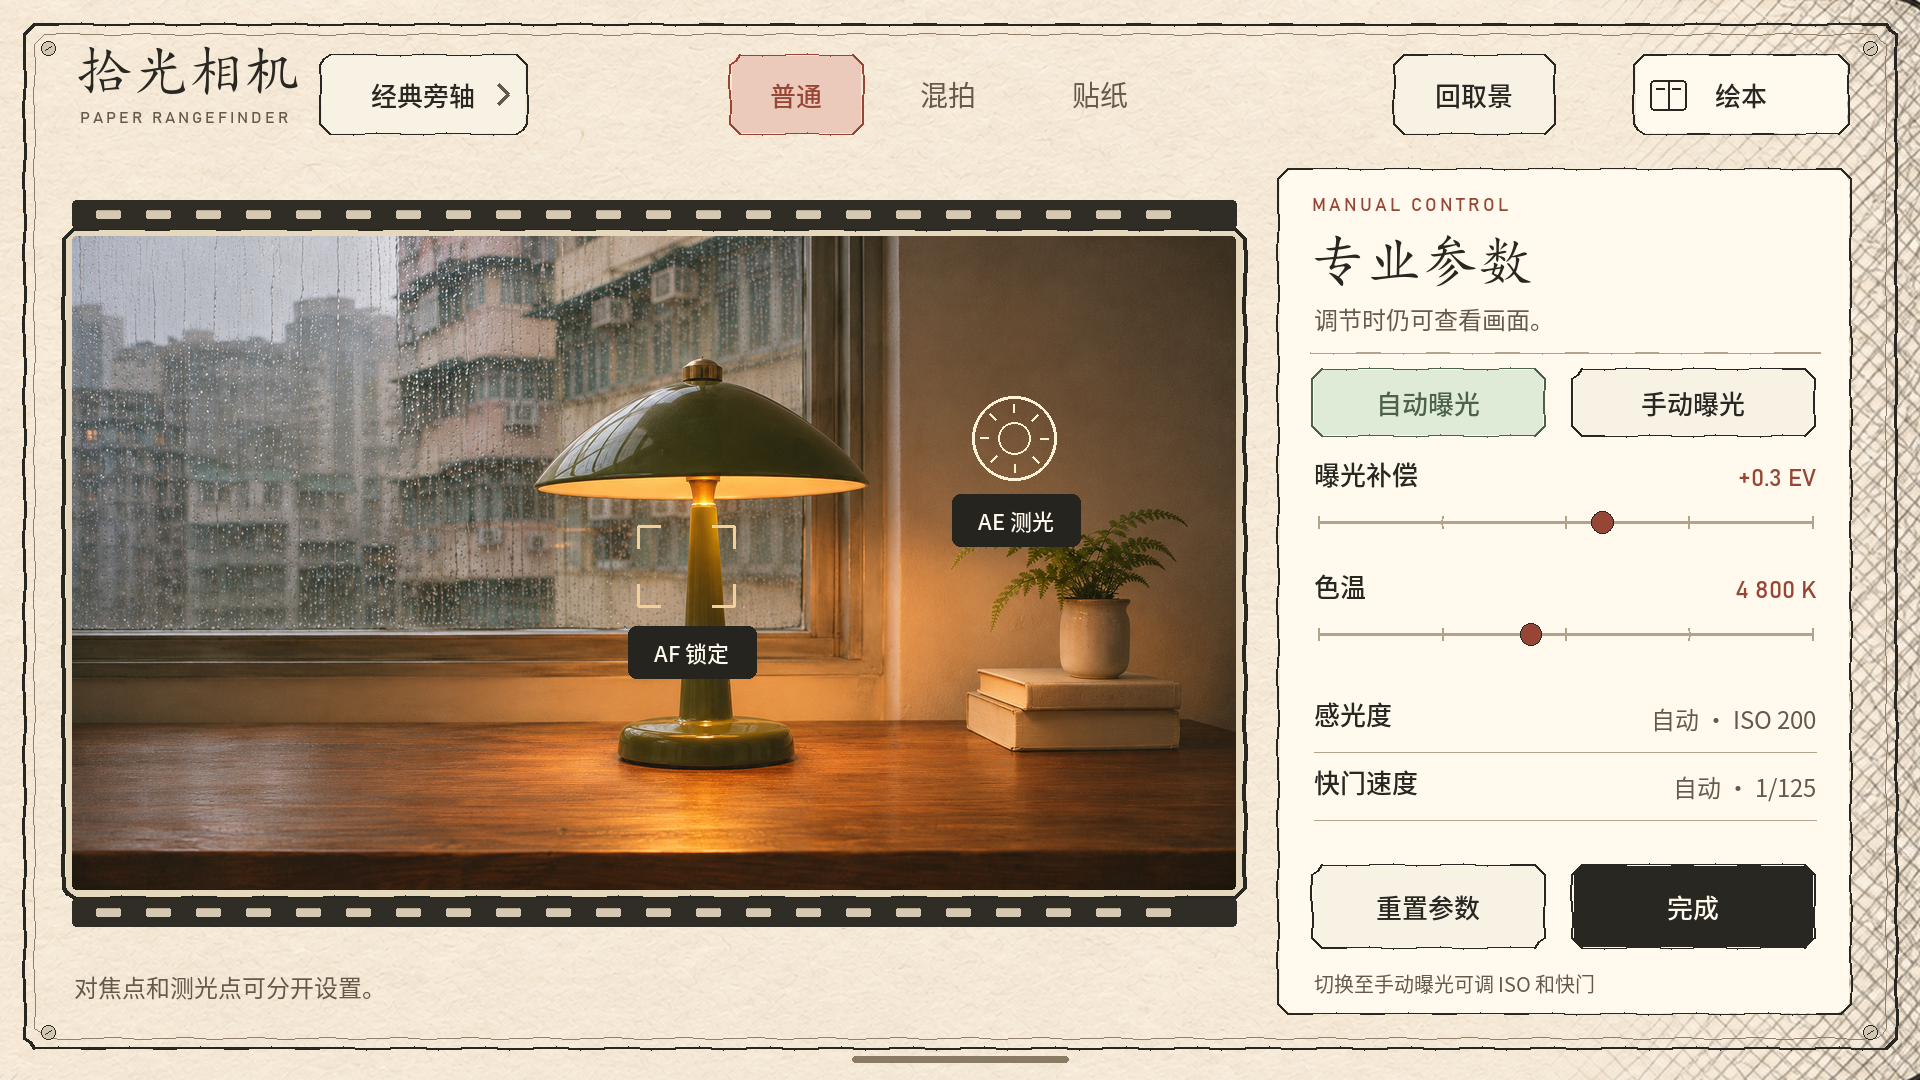 拾光相机
PAPER RANGEFINDER
经典旁轴
普通
混拍
贴纸
回取景
绘本
AE 测光
AF 锁定
对焦点和测光点可分开设置。
MANUAL CONTROL
专业参数
调节时仍可查看画面。
自动曝光
手动曝光
曝光补偿
+0.3 EV
色温
4 800 K
感光度
自动 · ISO 200
快门速度
自动 · 1/125
重置参数
完成
切换至手动曝光可调 ISO 和快门